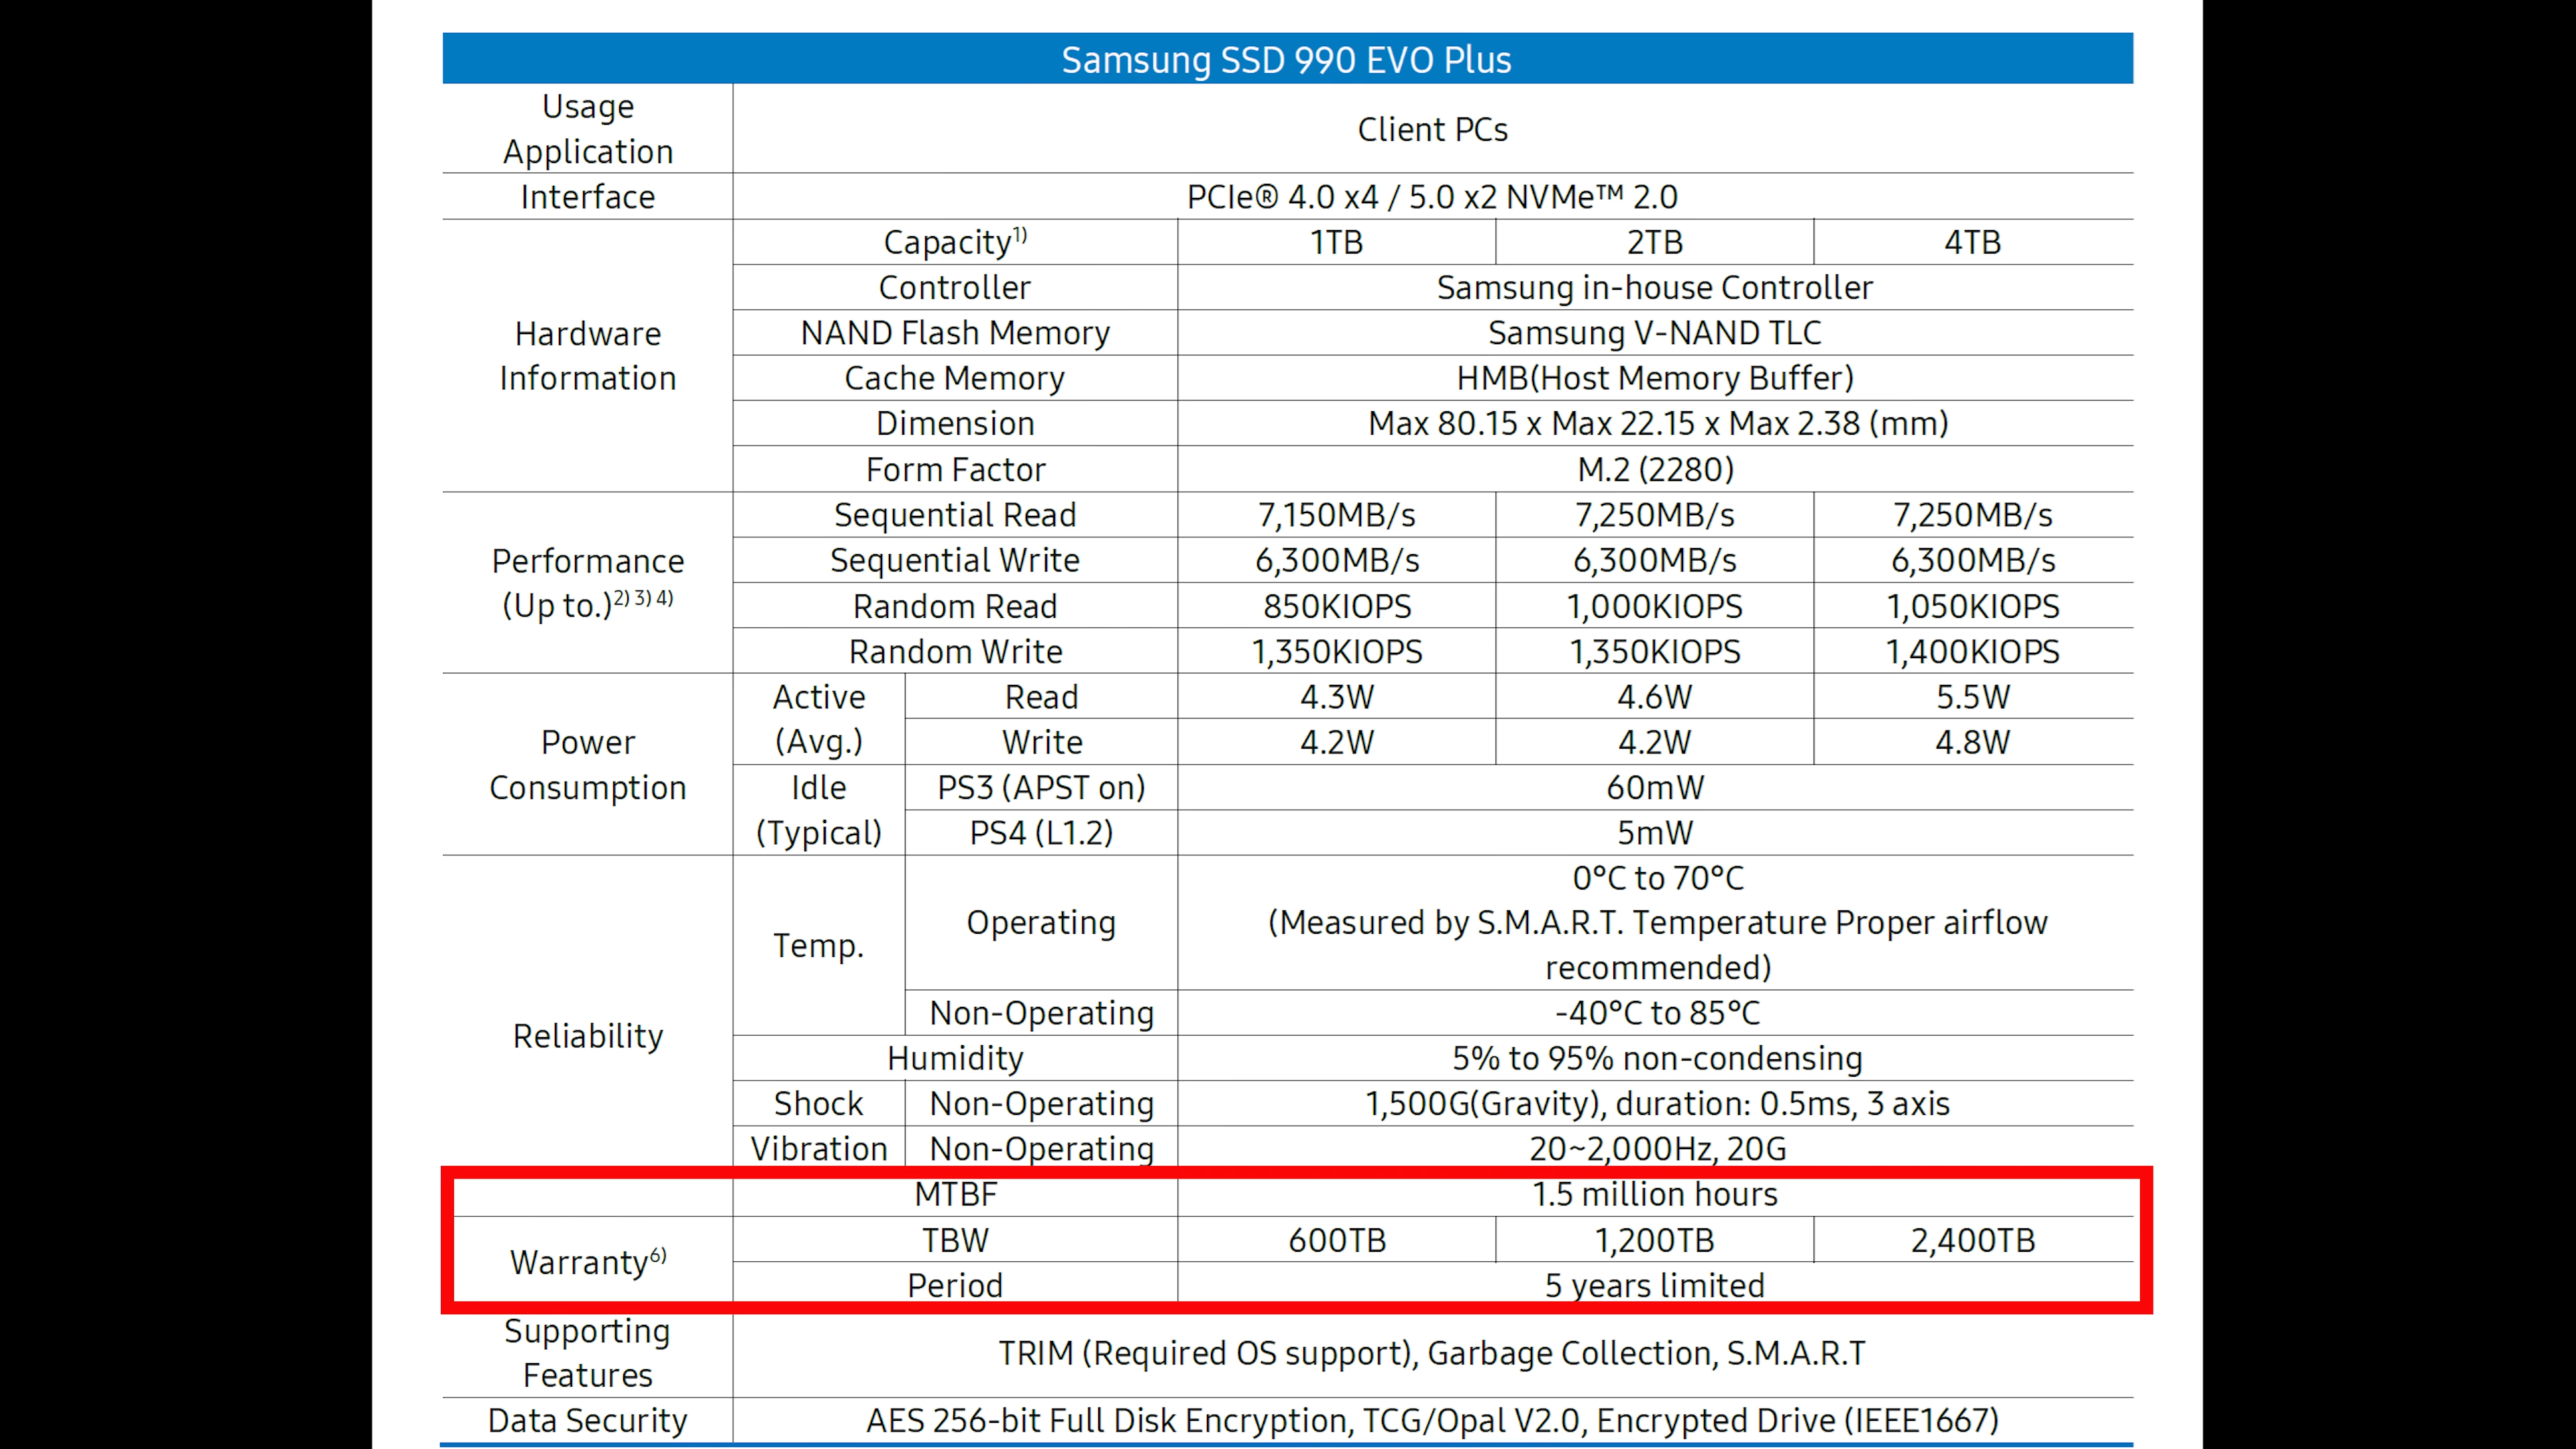 Samsung SSD 990 EVO Plus
Usage
Application
Client PCs
Interface
PCIe® 4.0 x4 / 5.0 x2 NVMe™ 2.0
Hardware
Information
Capacity1) 1TB 2TB 4TB
Controller Samsung in-house Controller
NAND Flash Memory Samsung V-NAND TLC
Cache Memory HMB(Host Memory Buffer)
Dimension Max 80.15 x Max 22.15 x Max 2.38 (mm)
Form Factor M.2 (2280)
Performance
(Up to.)2) 3) 4)
Sequential Read 7,150MB/s 7,250MB/s 7,250MB/s
Sequential Write 6,300MB/s 6,300MB/s 6,300MB/s
Random Read 850KIOPS 1,000KIOPS 1,050KIOPS
Random Write 1,350KIOPS 1,350KIOPS 1,400KIOPS
Power
Consumption
Active
(Avg.)
Read 4.3W 4.6W 5.5W
Write 4.2W 4.2W 4.8W
Idle
(Typical)
PS3 (APST on) 60mW
PS4 (L1.2) 5mW
Reliability
Temp.
Operating
0°C to 70°C
(Measured by S.M.A.R.T. Temperature Proper airflow
recommended)
Non-Operating -40°C to 85°C
Humidity 5% to 95% non-condensing
Shock Non-Operating 1,500G(Gravity), duration: 0.5ms, 3 axis
Vibration Non-Operating 20~2,000Hz, 20G
MTBF 1.5 million hours
Warranty6)
TBW 600TB 1,200TB 2,400TB
Period 5 years limited
Supporting
Features
TRIM (Required OS support), Garbage Collection, S.M.A.R.T
Data Security AES 256-bit Full Disk Encryption, TCG/Opal V2.0, Encrypted Drive (IEEE1667)